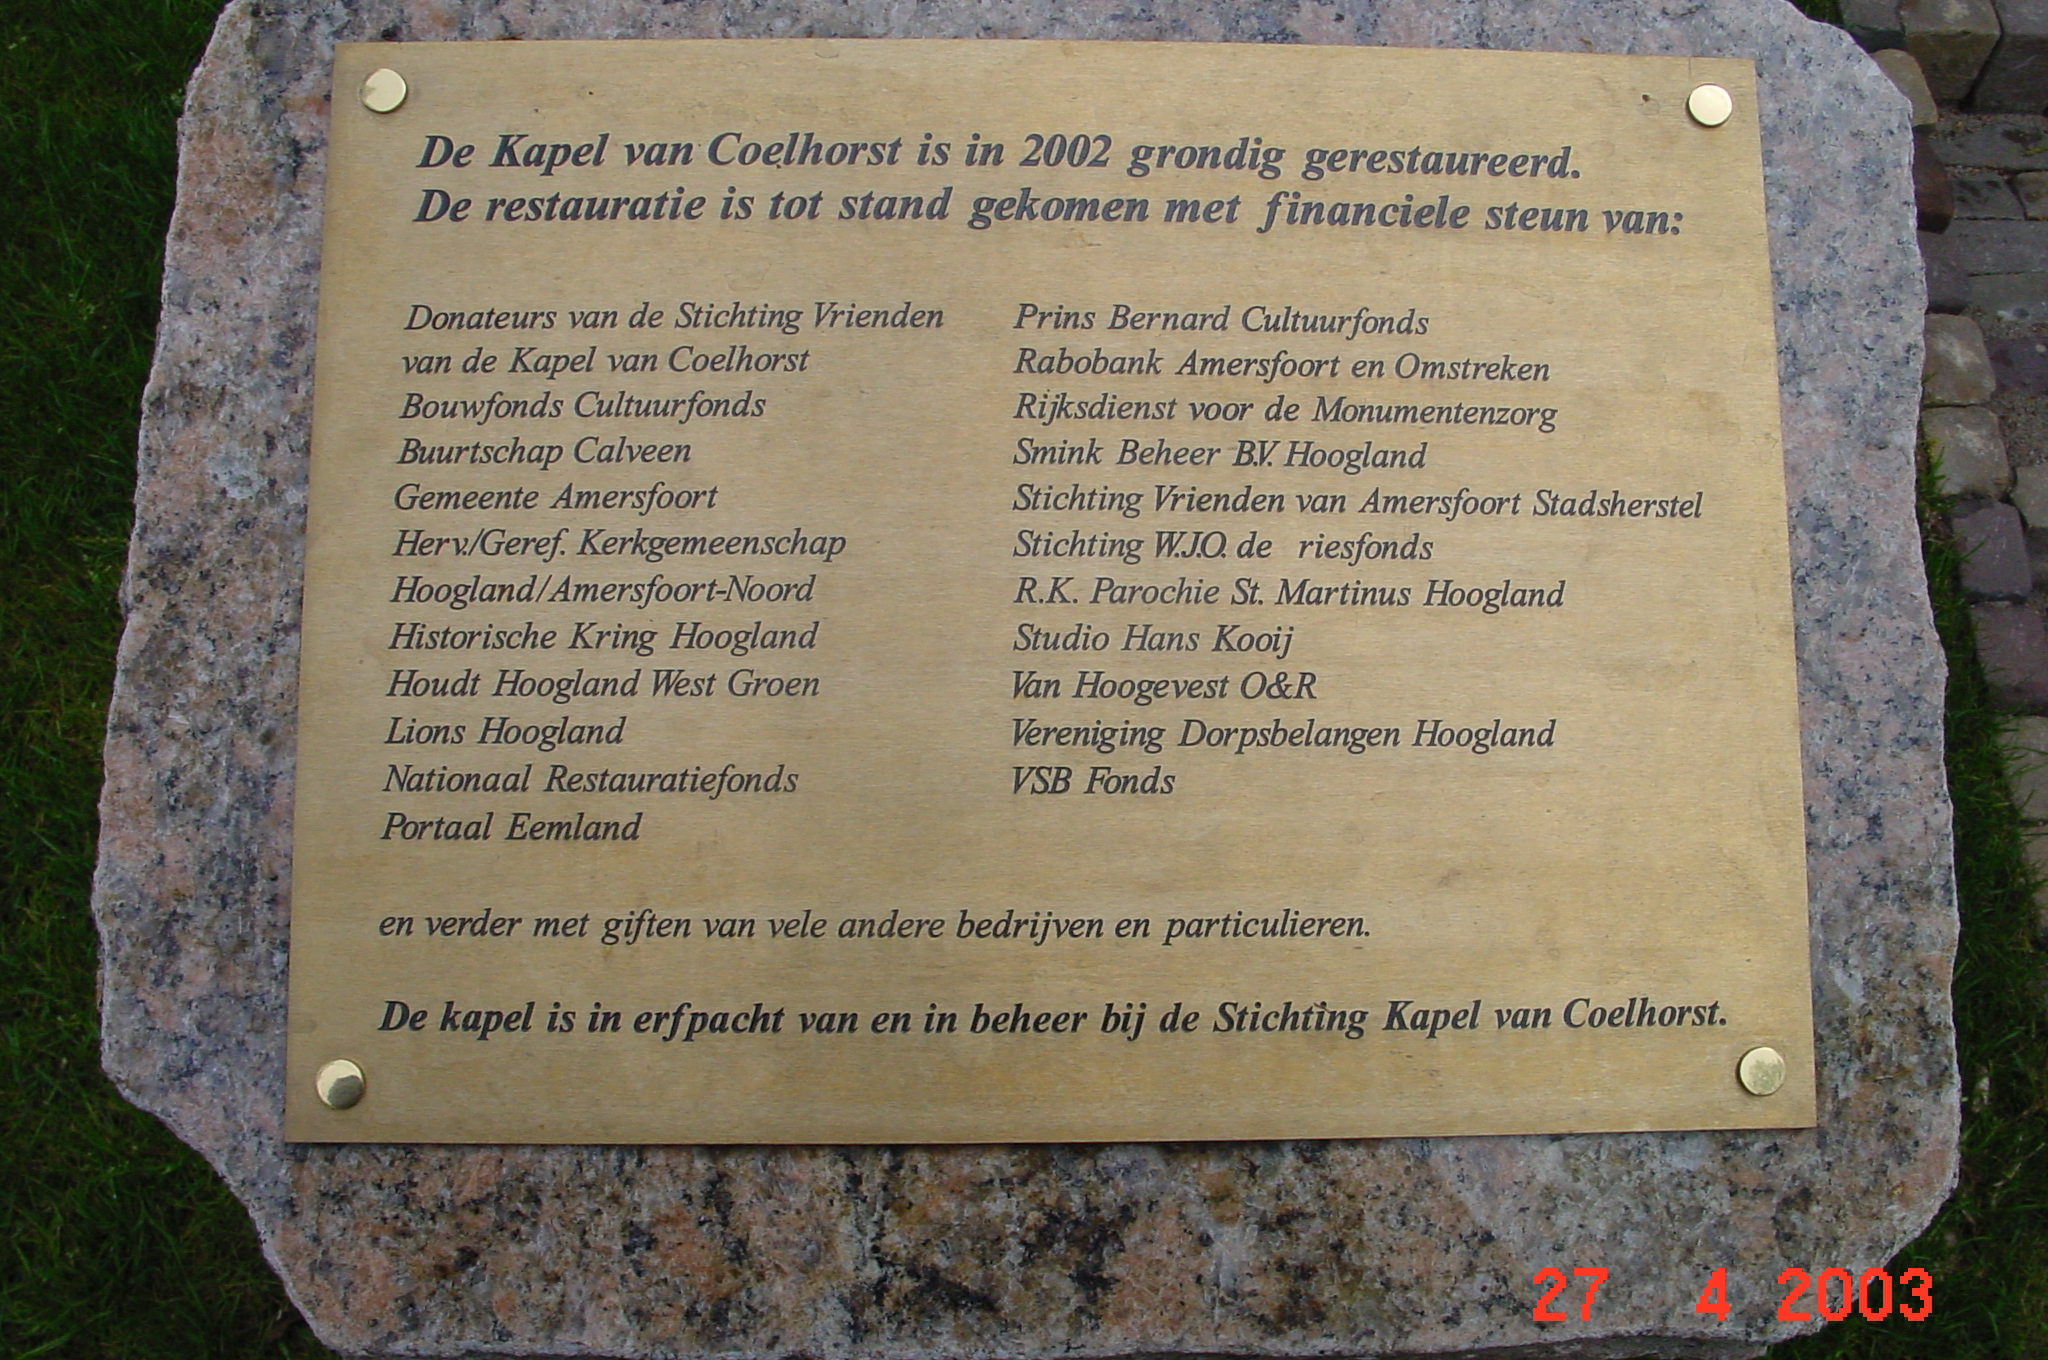 De Kapel van Coelhorst is in 2002 grondig gerestaureerd.
De restauratie is tot stand gekomen met financiele steun van:
Donateurs van de Stichting Vrienden
van de Kapel van Coelhorst
Bouwfonds Cultuurfonds
Buurtschap Calveen
Gemeente Amersfoort
Herv./Geref. Kerkgemeenschap
Hoogland/Amersfoort-Noord
Historische Kring Hoogland
Houdt Hoogland West Groen
Lions Hoogland
Nationaal Restauratiefonds
Portaal Eemland
Prins Bernard Cultuurfonds
Rabobank Amersfoort en Omstreken
Rijksdienst voor de Monumentenzorg
Smink Beheer B.V. Hoogland
Stichting Vrienden van Amersfoort Stadsherstel
Stichting W.J.O. de riesfonds
R.K. Parochie St. Martinus Hoogland
Studio Hans Kooij
Van Hoogevest O&R
Vereniging Dorpsbelangen Hoogland
VSB Fonds
en verder met giften van vele andere bedrijven en particulieren.
De kapel is in erfpacht van en in beheer bij de Stichting Kapel van Coelhorst.
27 4 2003